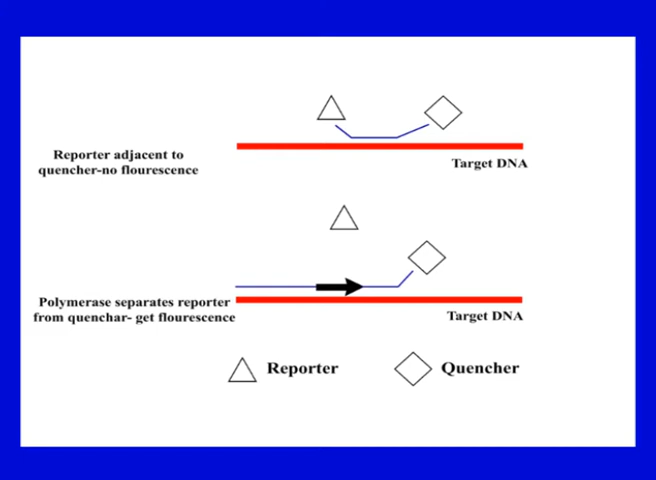 Reporter adjacent to
quencher-no flourescence
Target DNA
Polymerase separates reporter
from quenchar- get flourescence
Target DNA
Reporter
Quencher